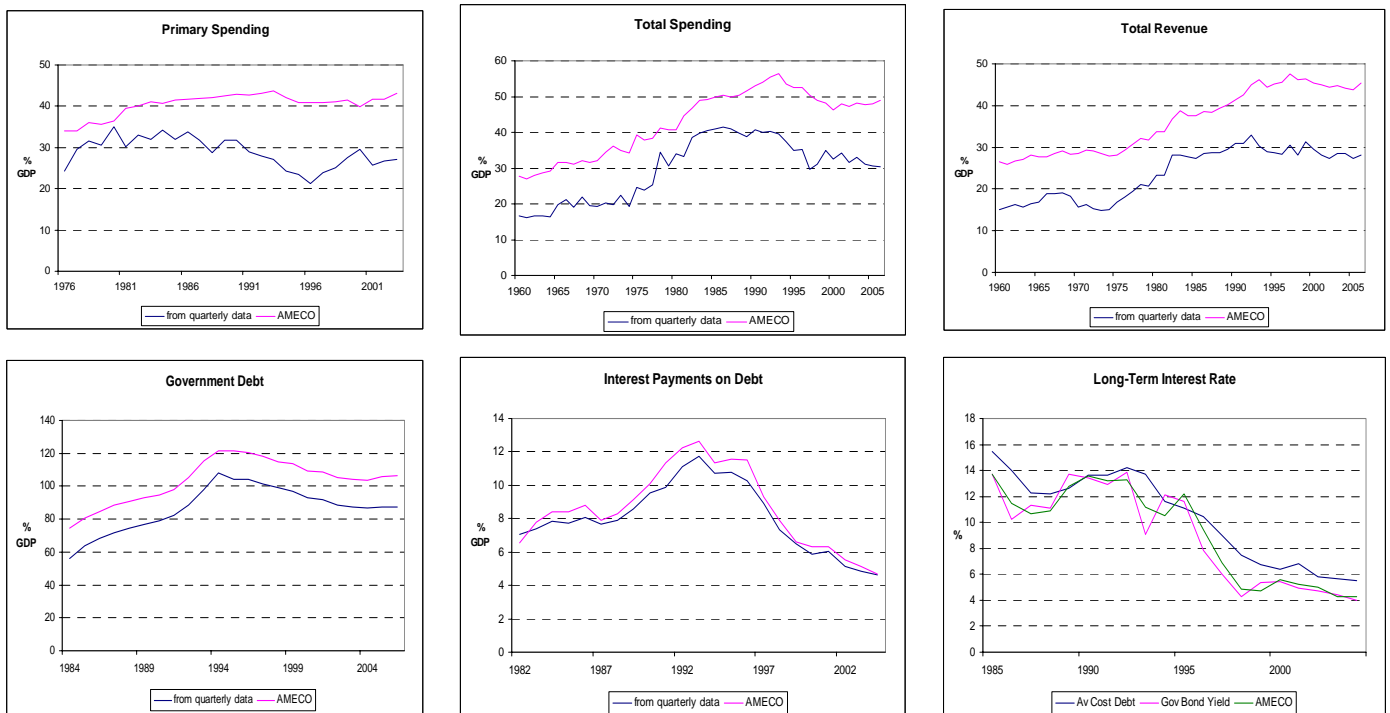 Primary Spending
50
40
30
20
10
0
%
GDP
1976 1981 1986 1991 1996 2001
from quarterly data AMECO
Total Spending
60
50
40
30
20
10
0
%
GDP
1960 1965 1970 1975 1980 1985 1990 1995 2000 2005
from quarterly data AMECO
Total Revenue
50
40
30
20
10
0
%
GDP
1960 1965 1970 1975 1980 1985 1990 1995 2000 2005
from quarterly data AMECO
Government Debt
140
120
100
80
60
40
20
0
%
GDP
1984 1989 1994 1999 2004
from quarterly data AMECO
Interest Payments on Debt
14
12
10
8
6
4
2
0
%
GDP
1982 1987 1992 1997 2002
from quarterly data AMECO
Long-Term Interest Rate
18
16
14
12
10
8
6
4
2
0
%
1985 1990 1995 2000
Av Cost Debt Gov Bond Yield AMECO